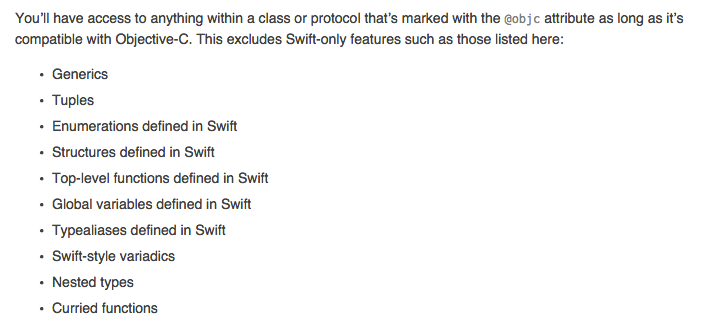 You’ll have access to anything within a class or protocol that’s marked with the @objc attribute as long as it’s
compatible with Objective-C. This excludes Swift-only features such as those listed here:
• Generics
• Tuples
• Enumerations defined in Swift
• Structures defined in Swift
• Top-level functions defined in Swift
• Global variables defined in Swift
• Typealiases defined in Swift
• Swift-style variadics
• Nested types
• Curried functions